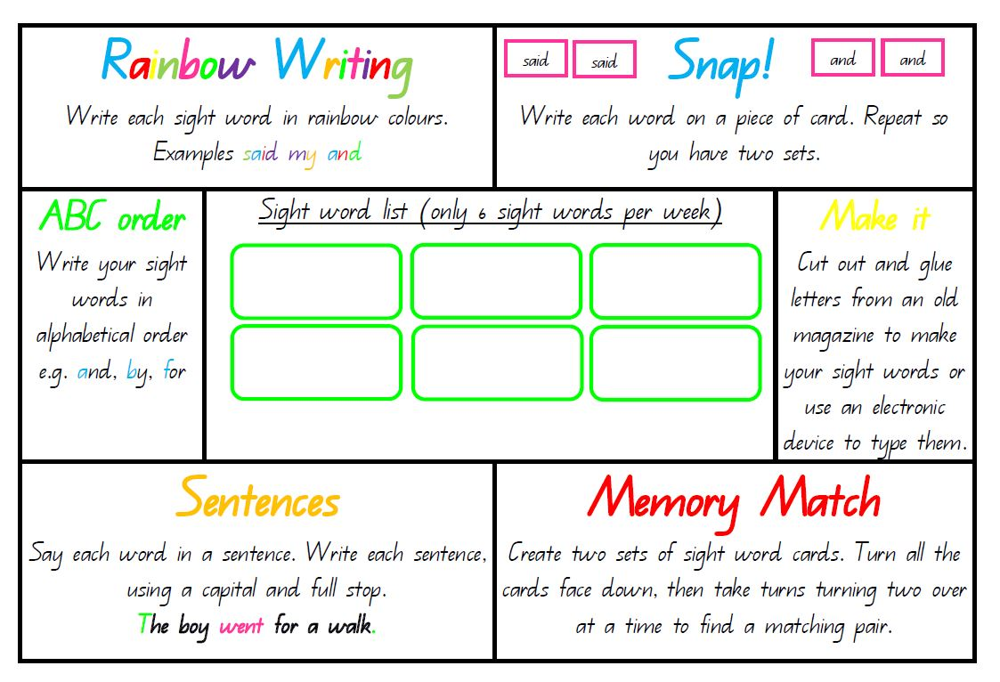 Rainbow Writing
Write each sight word in rainbow colours.
Examples said my and
said said
Snap!
and and
Write each word on a piece of card. Repeat so
you have two sets.
ABC order
Write your sight
words in
alphabetical order
e.g. and, by, for
Sight word list (only 6 sight words per week)
Make it
Cut out and glue
letters from an old
magazine to make
your sight words or
use an electronic
device to type them.
Sentences
Say each word in a sentence. Write each sentence,
using a capital and full stop.
The boy went for a walk.
Memory Match
Create two sets of sight word cards. Turn all the
cards face down, then take turns turning two over
at a time to find a matching pair.